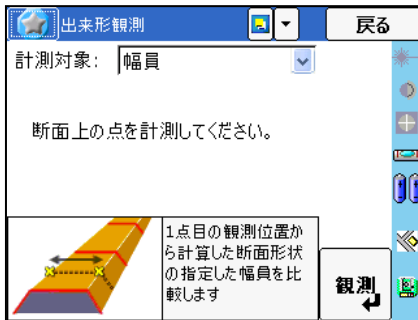 出来形観測
戻る
計測対象:
幅員
断面上の点を計測してください。
1点目の観測位置か
ら計算した断面形状
の指定した幅員を比
較します
観測